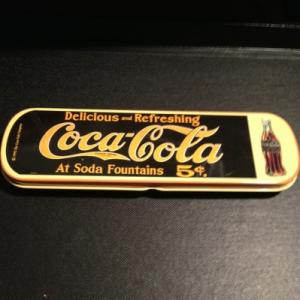 Delicious and Refreshing
Coca-Cola
At Soda Fountains 5¢.